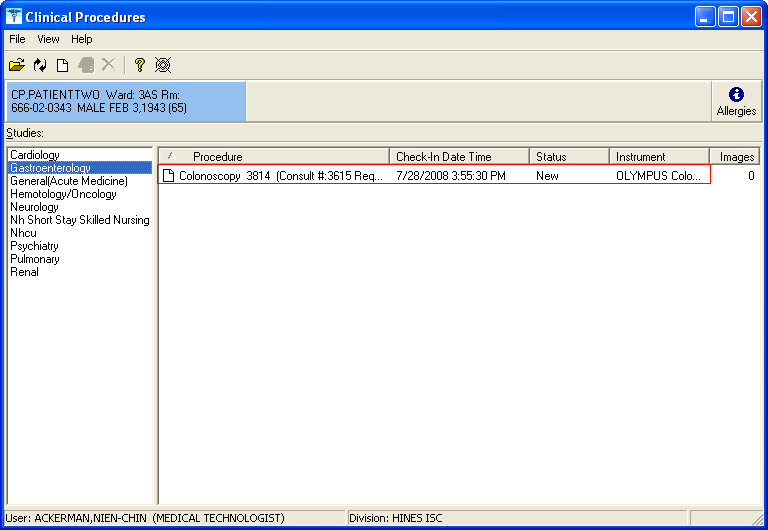 Clinical Procedures
File View Help
CP,PATIENTTWO Ward: 3AS Rm:
666-02-0343 MALE FEB 3,1943 (65)
Allergies
Studies:
Cardiology
Gastroenterology
General(Acute Medicine)
Hemotology/Oncology
Neurology
Nh Short Stay Skilled Nursing
Nhcu
Psychiatry
Pulmonary
Renal
Procedure Check-In Date Time Status Instrument Images
Colonoscopy 3814 (Consult #:3615 Req... 7/28/2008 3:55:30 PM New OLYMPUS Colo... 0
User: ACKERMAN,NIEN-CHIN (MEDICAL TECHNOLOGIST) Division: HINES ISC